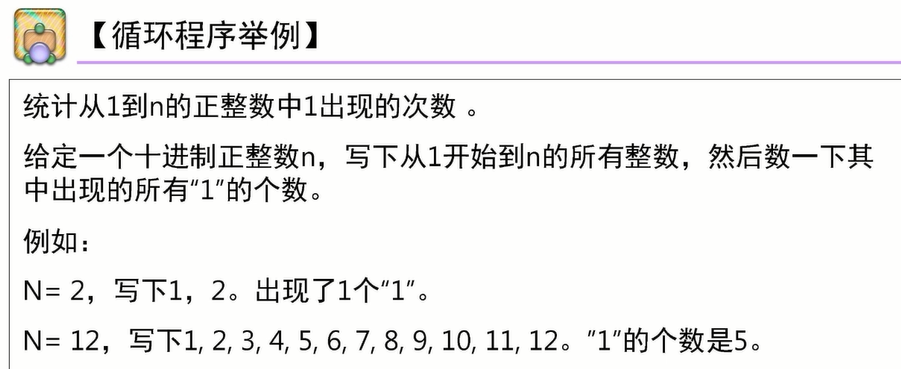 【循环程序举例】
统计从1到n的正整数中1出现的次数 。
给定一个十进制正整数n，写下从1开始到n的所有整数，然后数一下其
中出现的所有“1”的个数。
例如：
N= 2，写下1，2。出现了1个“1”。
N= 12，写下1, 2, 3, 4, 5, 6, 7, 8, 9, 10, 11, 12。”1”的个数是5。